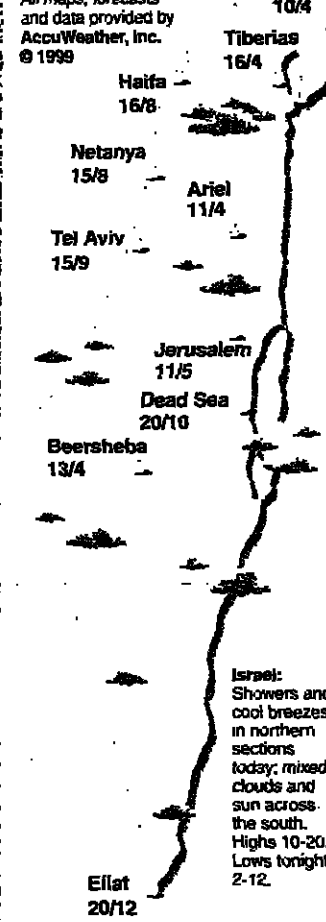 All maps, forecasts
and data provided by
AccuWeather, Inc.
© 1999
10/4
Tiberias
16/4
Haifa
16/8
Netanya
15/8
Ariel
11/4
Tel Aviv
15/9
Jerusalem
11/5
Dead Sea
20/10
Beersheba
13/4
Israel:
Showers and
cool breezes
in northern
sections
today; mixed
clouds and
sun across
the south.
Highs 10-20.
Lows tonight
2-12.
Eilat
20/12